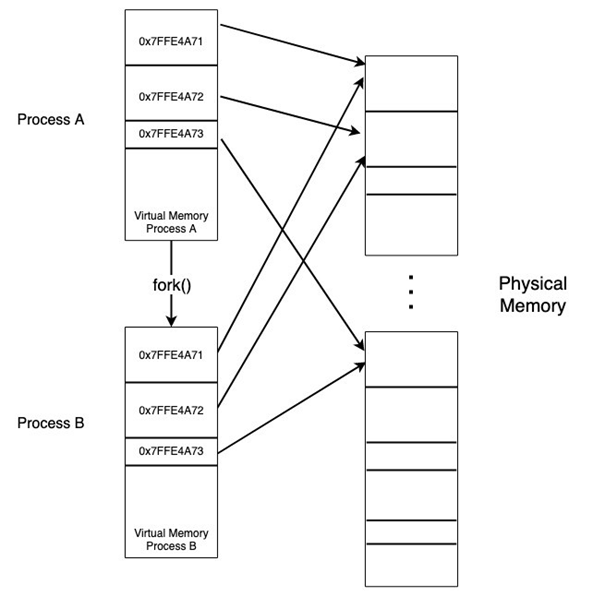 0x7FFE4A71
0x7FFE4A72
Process A
0x7FFE4A73
Virtual Memory
Process A
fork()
Physical
Memory
0x7FFE4A71
0x7FFE4A72
Process B
0x7FFE4A73
Virtual Memory
Process B